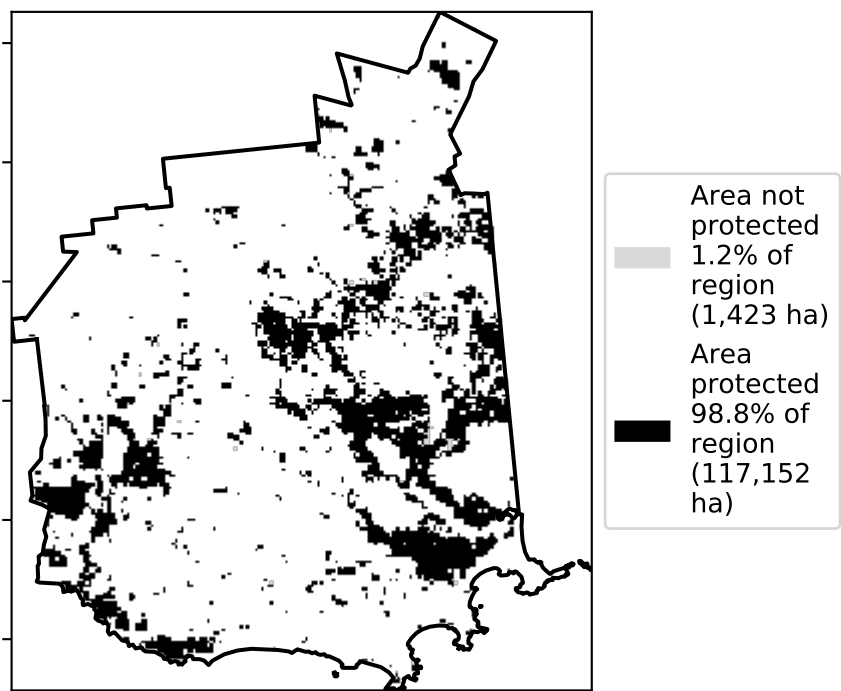 Area not
protected
1.2% of
region
(1,423 ha)
Area
protected
98.8% of
region
(117,152
ha)